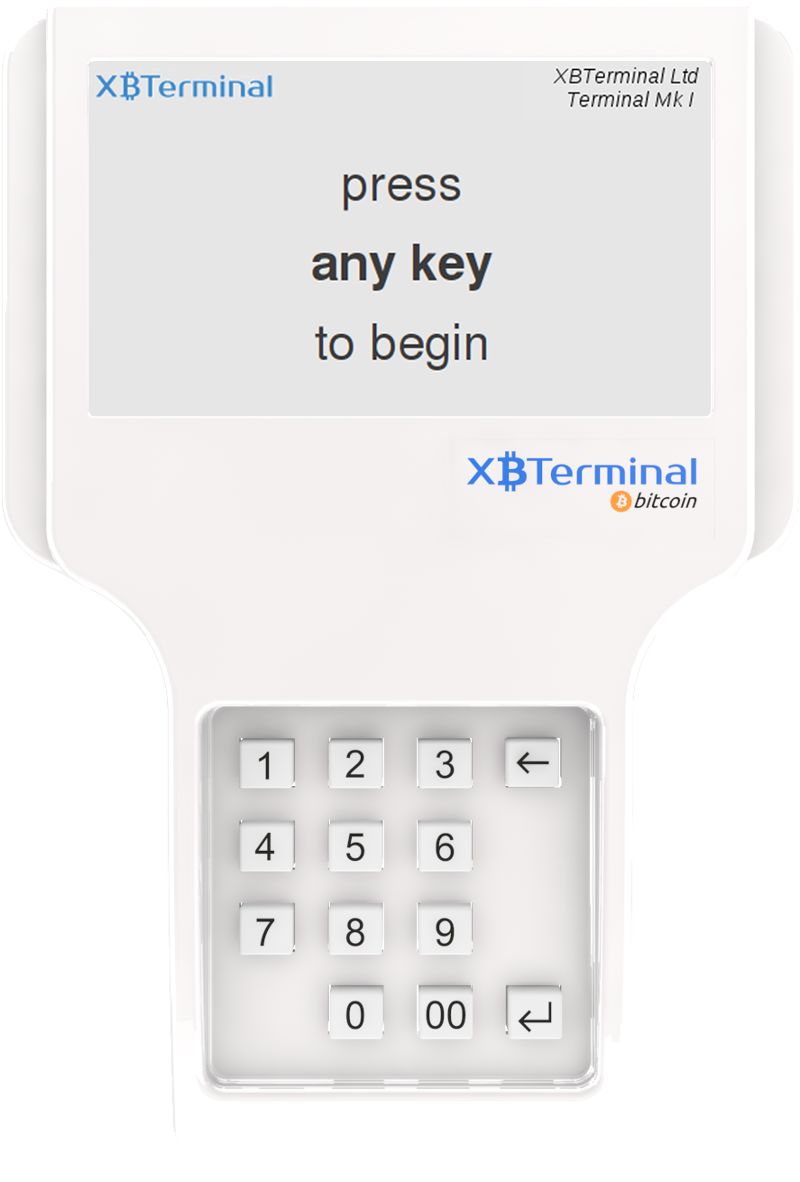 XBTerminal
XBTerminal Ltd
Terminal Mk I
press
any key
to begin
XBTerminal
bitcoin
1 2 3 ←
4 5 6
7 8 9
0 00 ↵